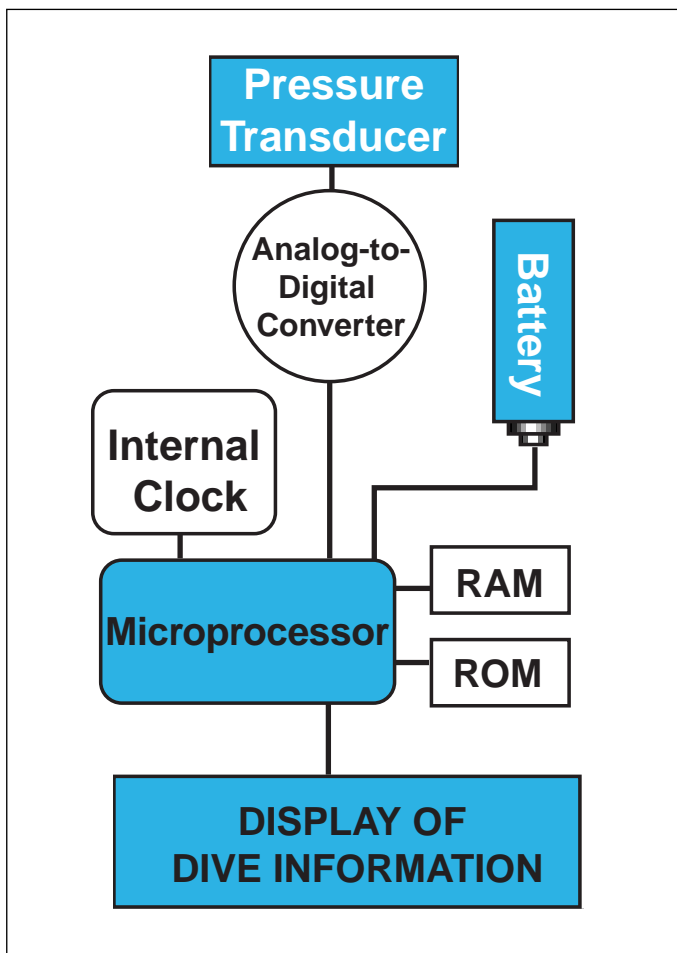 Pressure
Transducer
Analog-to-
Digital
Converter
Battery
Internal
Clock
RAM
Microprocessor
ROM
DISPLAY OF
DIVE INFORMATION